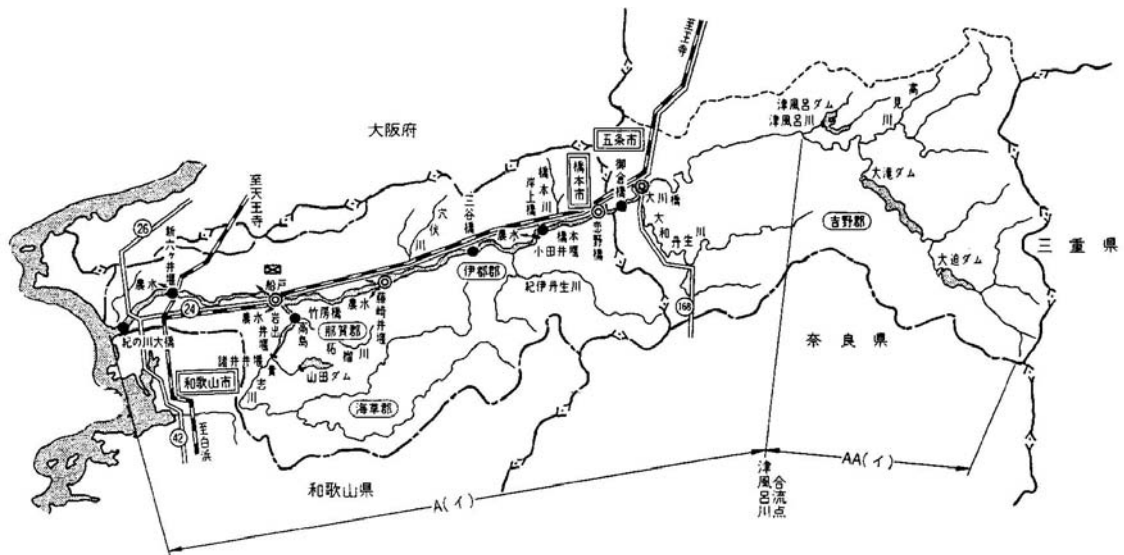 大阪府
三重県
奈良県
和歌山県
至王寺
至天王寺
至白浜
26
24
42
168
五条市
橋本市
和歌山市
吉野郡
伊都郡
那賀郡
海草郡
高見川
津風呂ダム
津風呂川
大滝ダム
大迫ダム
御倉橋
大川橋
大和丹生川
恋野橋
橋本川
岸上橋
農水
橋本
小田井堰
三谷橋
穴伏川
紀伊丹生川
新六ヶ井堰
農水
船戸
農水
岩出井堰
竹房橋
高島
農水
藤崎井堰
柘榴川
諸井井堰
貴志川
山田ダム
紀の川大橋
A(イ)
AA(イ)
津風呂川
合流点